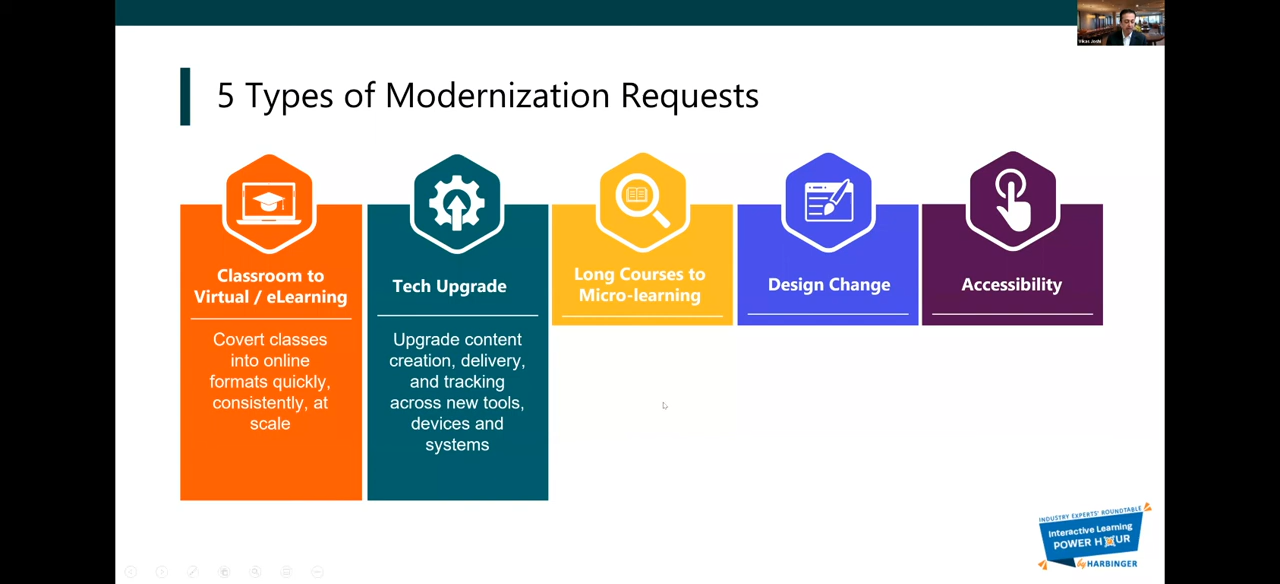 5 Types of Modernization Requests
Classroom to
Virtual / eLearning
Covert classes
into online
formats quickly,
consistently, at
scale
Tech Upgrade
Upgrade content
creation, delivery,
and tracking
across new tools,
devices and
systems
Long Courses to
Micro-learning
Design Change
Accessibility
INDUSTRY EXPERTS' ROUNDTABLE
Interactive Learning
POWER HOUR
by HARBINGER